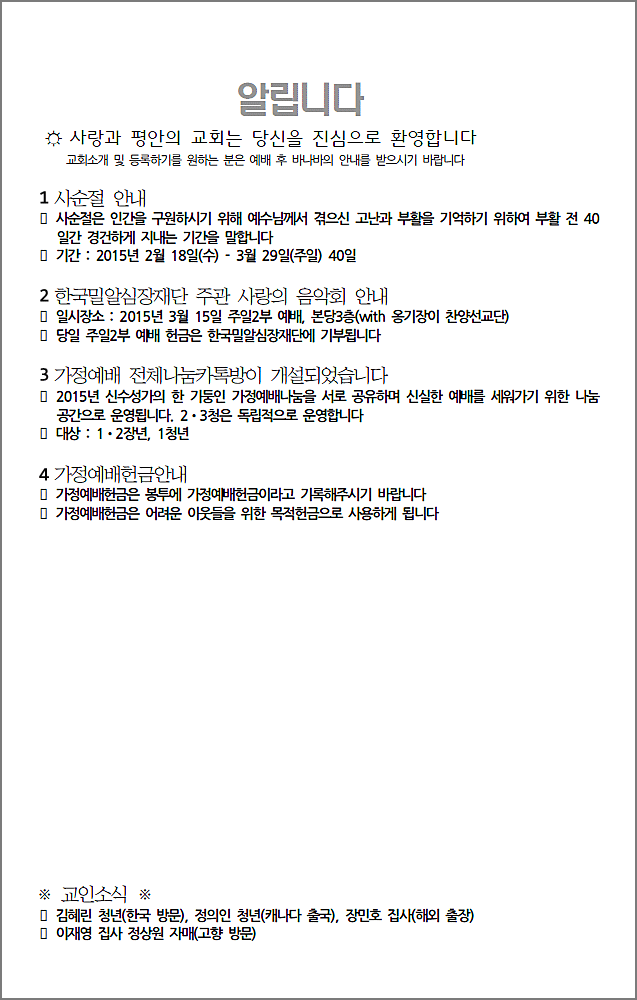 알립니다
☼ 사랑과 평안의 교회는 당신을 진심으로 환영합니다
교회소개 및 등록하기를 원하는 분은 예배 후 바나바의 안내를 받으시기 바랍니다
1 사순절 안내
▯ 사순절은 인간을 구원하시기 위해 예수님께서 겪으신 고난과 부활을 기억하기 위하여 부활 전 40
일간 경건하게 지내는 기간을 말합니다
▯ 기간 : 2015년 2월 18일(수) - 3월 29일(주일) 40일
2 한국밀알심장재단 주관 사랑의 음악회 안내
▯ 일시장소 : 2015년 3월 15일 주일2부 예배, 본당3층(with 옹기장이 찬양선교단)
▯ 당일 주일2부 예배 헌금은 한국밀알심장재단에 기부됩니다
3 가정예배 전체나눔카톡방이 개설되었습니다
▯ 2015년 신수성가의 한 기둥인 가정예배나눔을 서로 공유하며 신실한 예배를 세워가기 위한 나눔
공간으로 운영됩니다. 2・3청은 독립적으로 운영합니다
▯ 대상 : 1・2장년, 1청년
4 가정예배헌금안내
▯ 가정예배헌금은 봉투에 가정예배헌금이라고 기록해주시기 바랍니다
▯ 가정예배헌금은 어려운 이웃들을 위한 목적헌금으로 사용하게 됩니다
※ 교인소식 ※
▯ 김혜린 청년(한국 방문), 정의인 청년(캐나다 출국), 장민호 집사(해외 출장)
▯ 이재영 집사 정상원 자매(고향 방문)